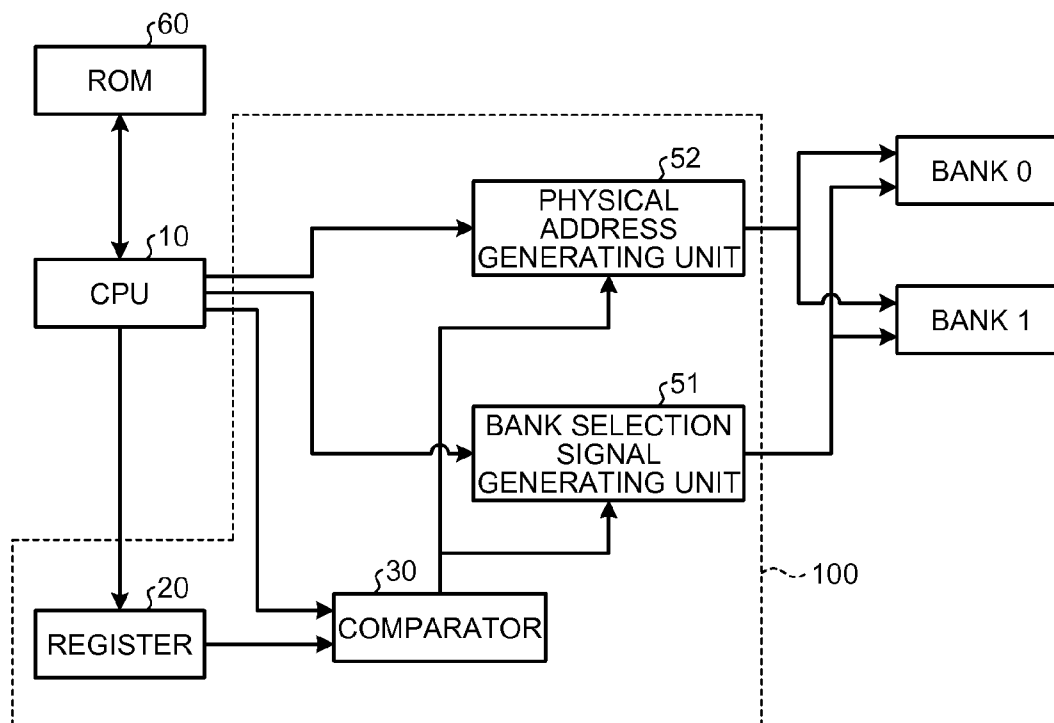 60
ROM
52
PHYSICAL
ADDRESS
GENERATING UNIT
BANK 0
10
CPU
BANK 1
51
BANK SELECTION
SIGNAL
GENERATING UNIT
100
20
REGISTER
30
COMPARATOR